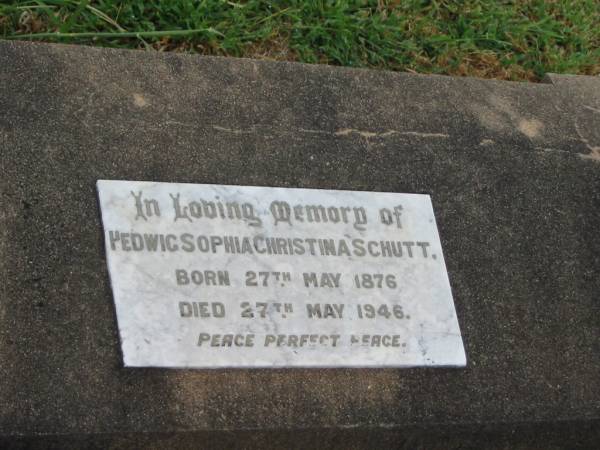 In Loving Memory of
HEDWIG SOPHIA CHRISTINA SCHUTT,
BORN 27TH MAY 1876
DIED 27TH MAY 1946.
PEACE PERFECT PEACE.